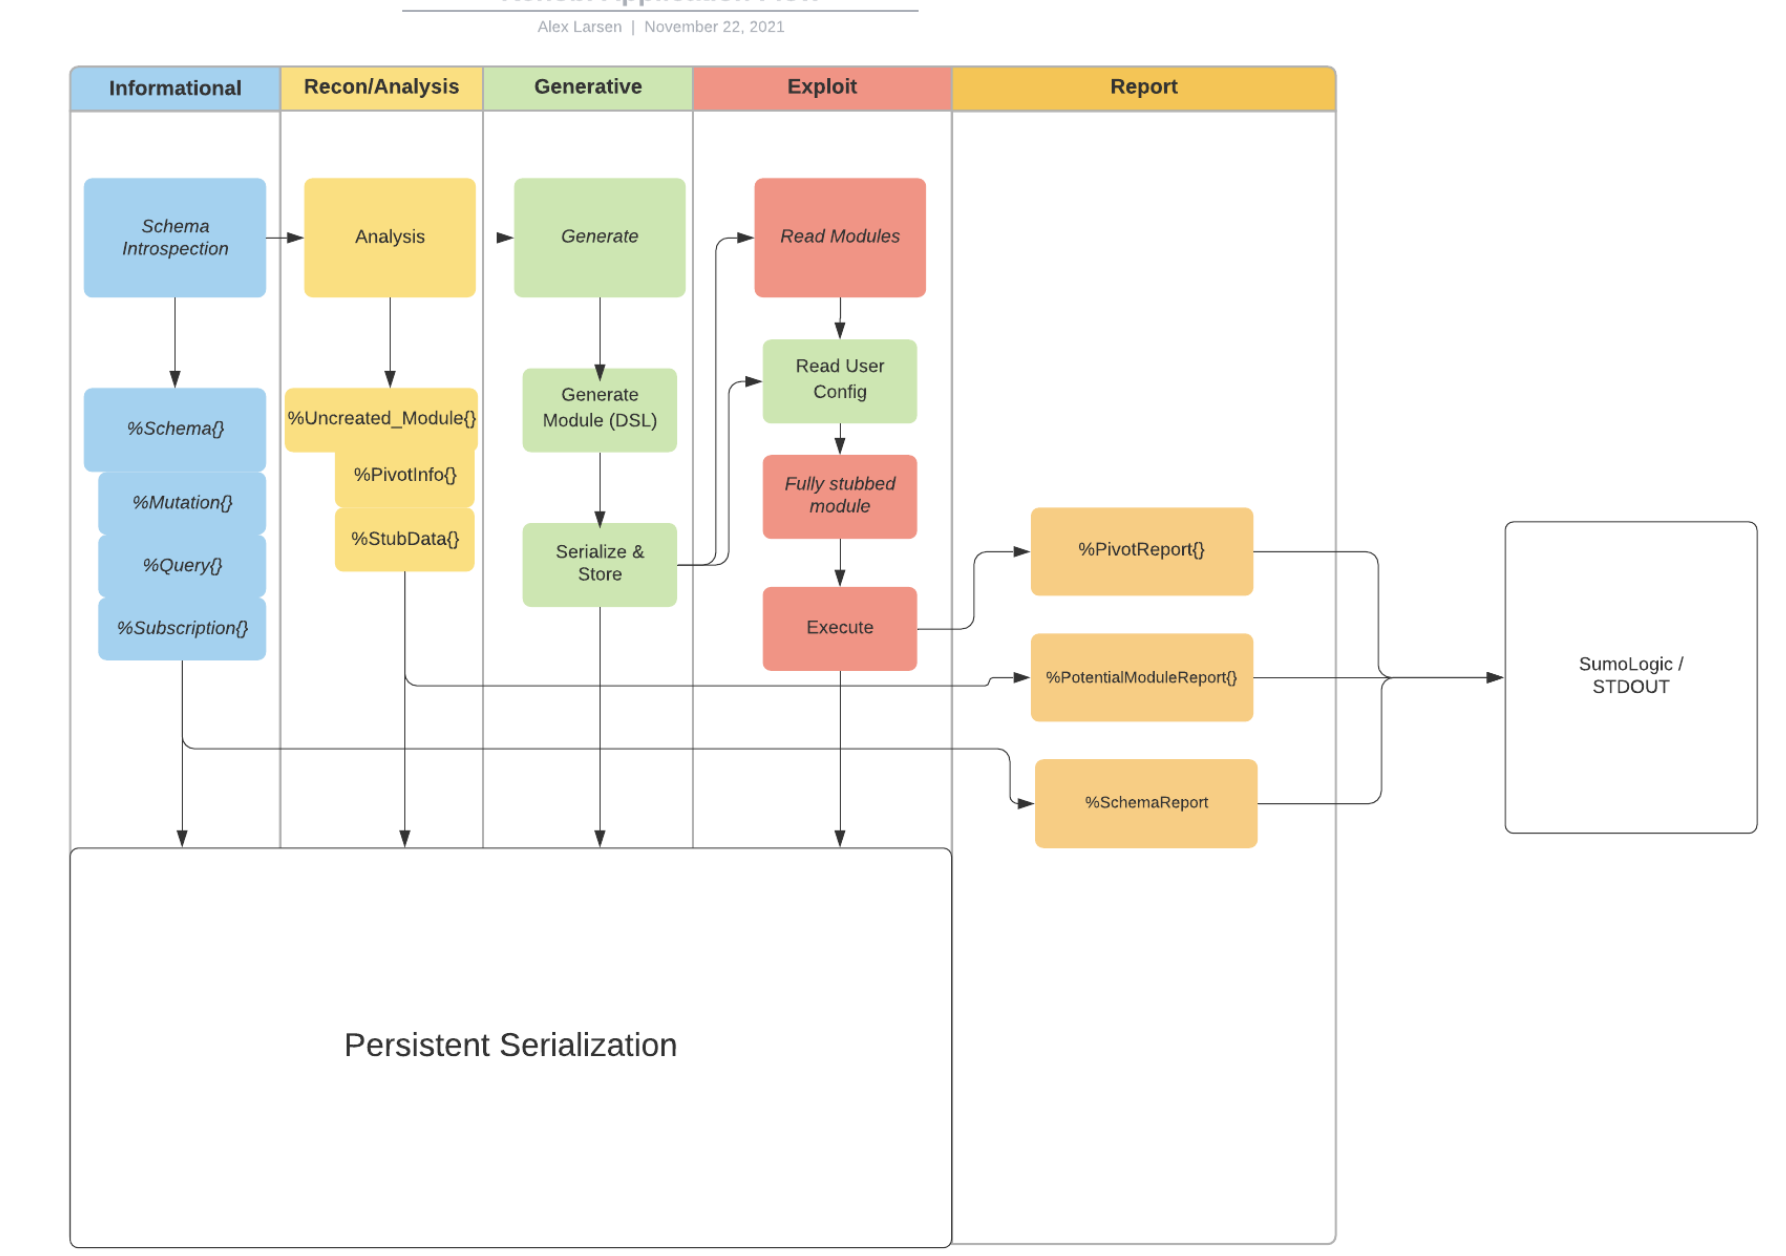 Application Flow
Alex Larsen | November 22, 2021
Informational
Recon/Analysis
Generative
Exploit
Report
Schema
Introspection
Analysis
Generate
Read Modules
%Schema{}
%Mutation{}
%Query{}
%Subscription{}
%Uncreated_Module{}
%PivotInfo{}
%StubData{}
Generate
Module (DSL)
Serialize &
Store
Read User
Config
Fully stubbed
module
Execute
%PivotReport{}
%PotentialModuleReport{}
%SchemaReport
SumoLogic /
STDOUT
Persistent Serialization